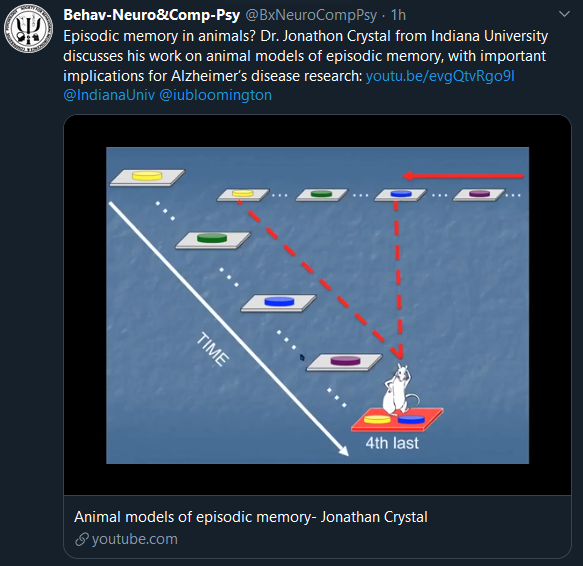 Behav-Neuro&Comp-Psy @BxNeuroCompPsy · 1h
Episodic memory in animals? Dr. Jonathon Crystal from Indiana University
discusses his work on animal models of episodic memory, with important
implications for Alzheimer's disease research: youtu.be/evgQtvRgo9I
@IndianaUniv @iubloomington
TIME
4th last
Animal models of episodic memory- Jonathan Crystal
youtube.com